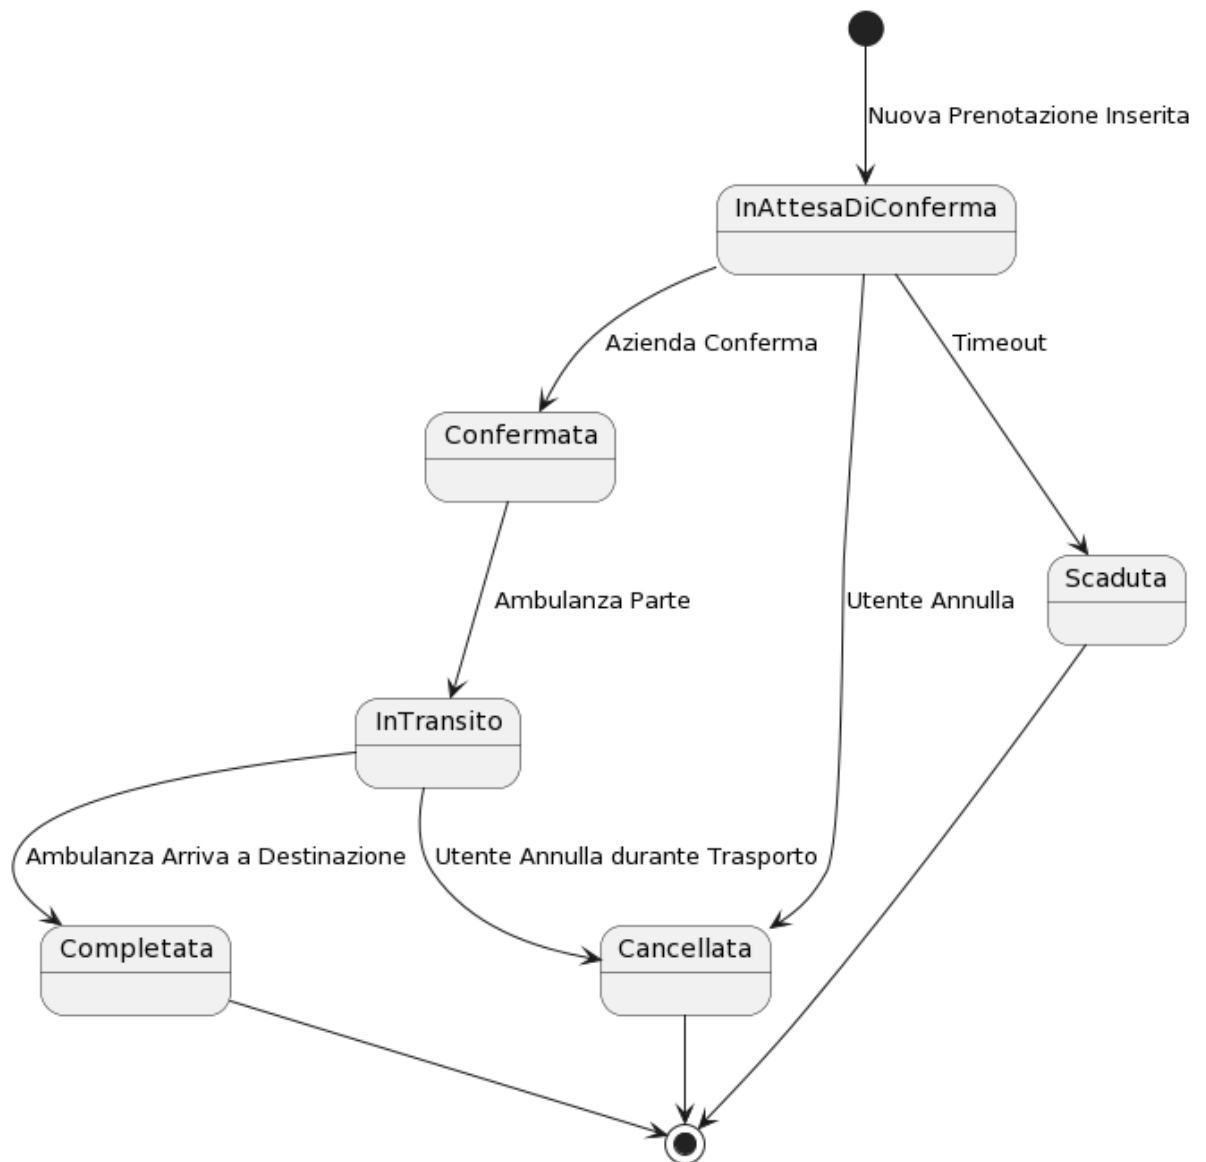 Nuova Prenotazione Inserita
InAttesaDiConferma
Azienda Conferma
Timeout
Confermata
Scaduta
Ambulanza Parte
Utente Annulla
InTransito
Ambulanza Arriva a Destinazione
Utente Annulla durante Trasporto
Completata
Cancellata